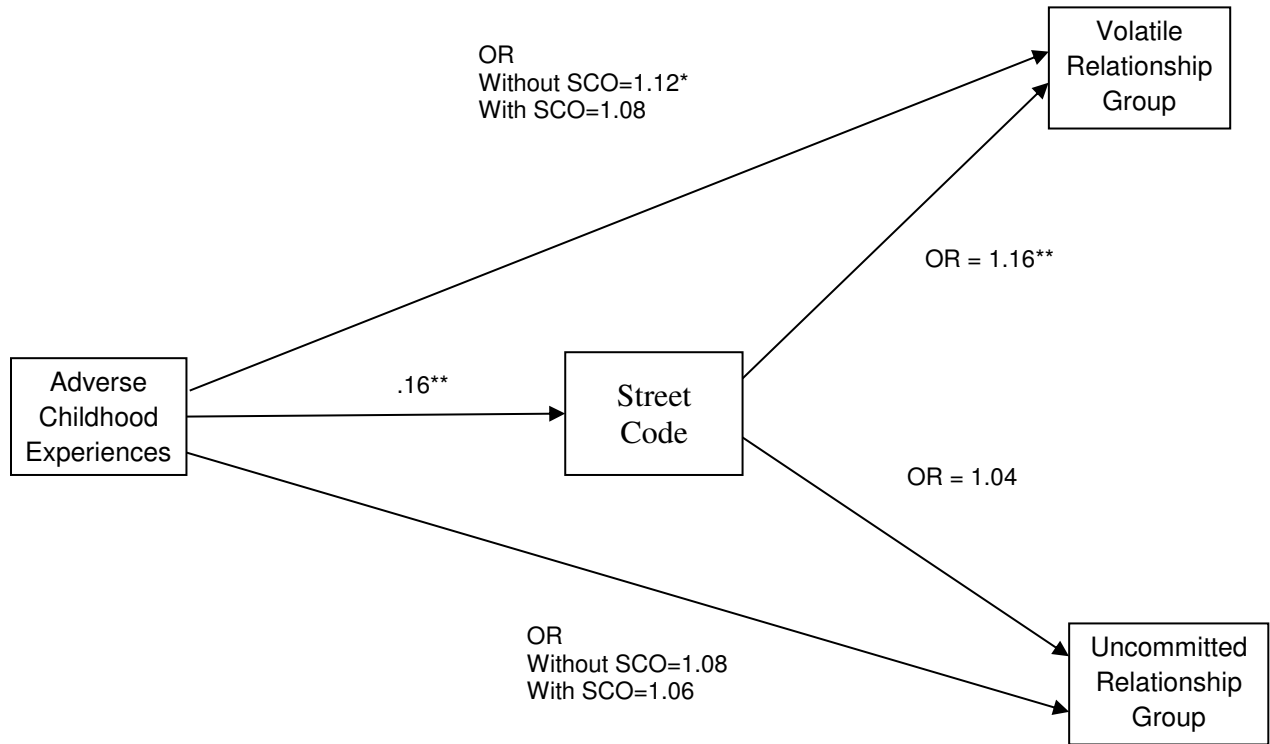 Volatile
Relationship
Group
OR
Without SCO=1.12*
With SCO=1.08
OR = 1.16**
Adverse
Childhood
Experiences
.16**
Street
Code
OR = 1.04
OR
Without SCO=1.08
With SCO=1.06
Uncommitted
Relationship
Group